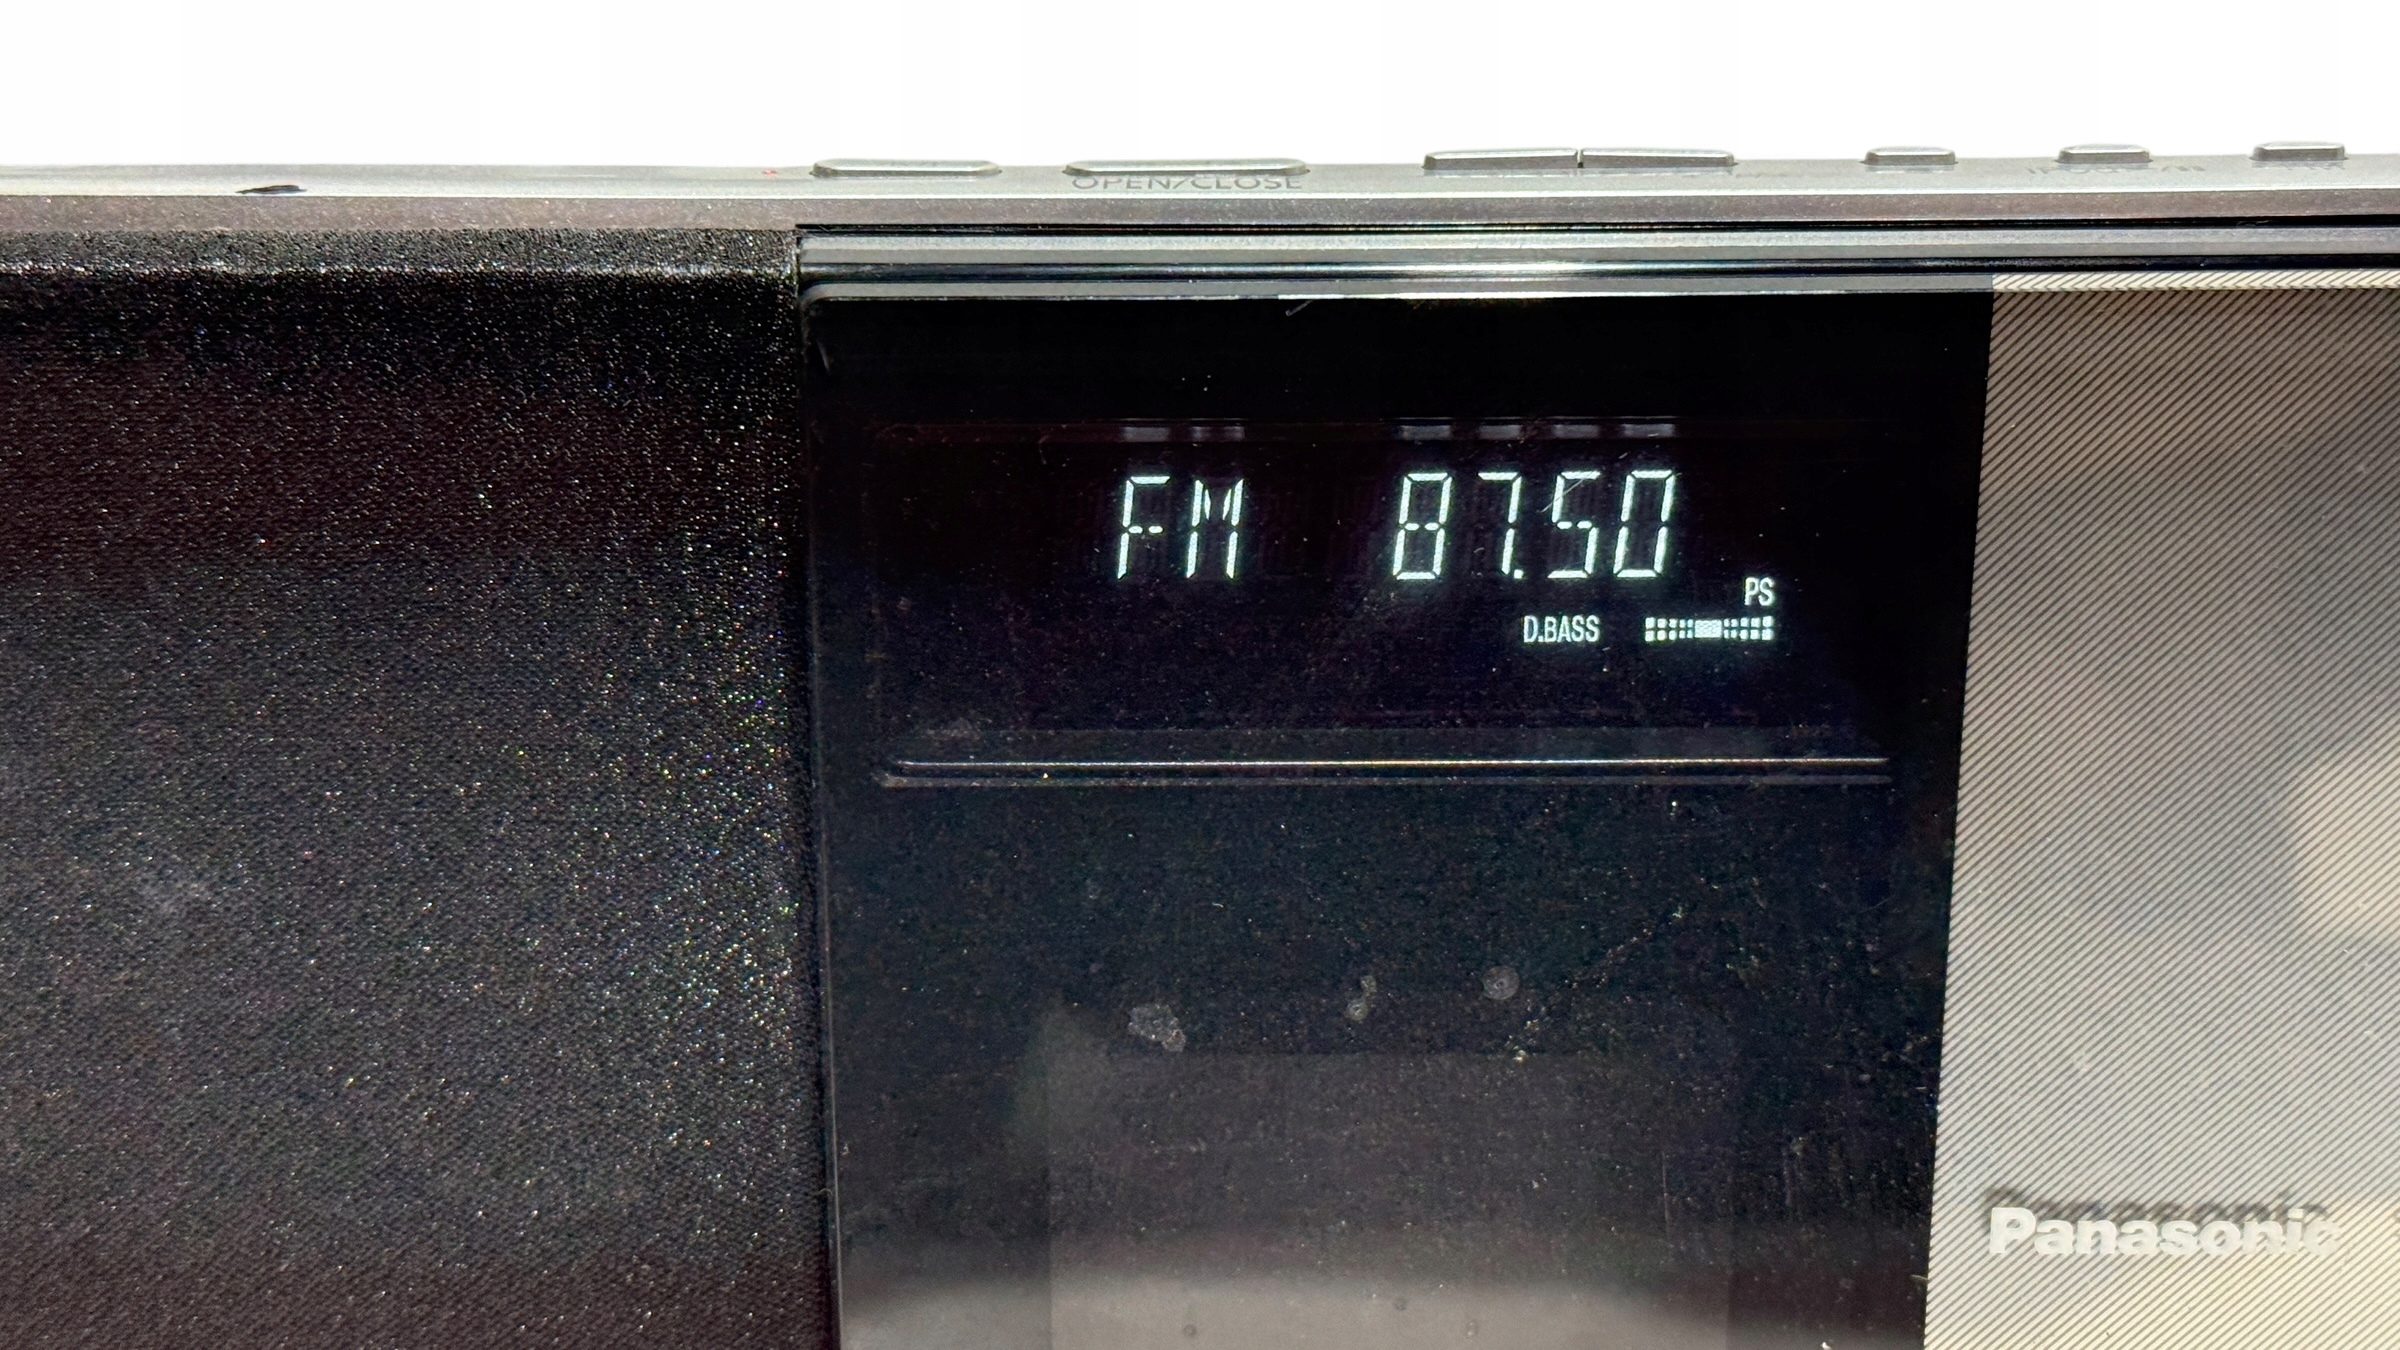 OPEN/CLOSE
FM 87.50
PS
D.BASS
Panasonic